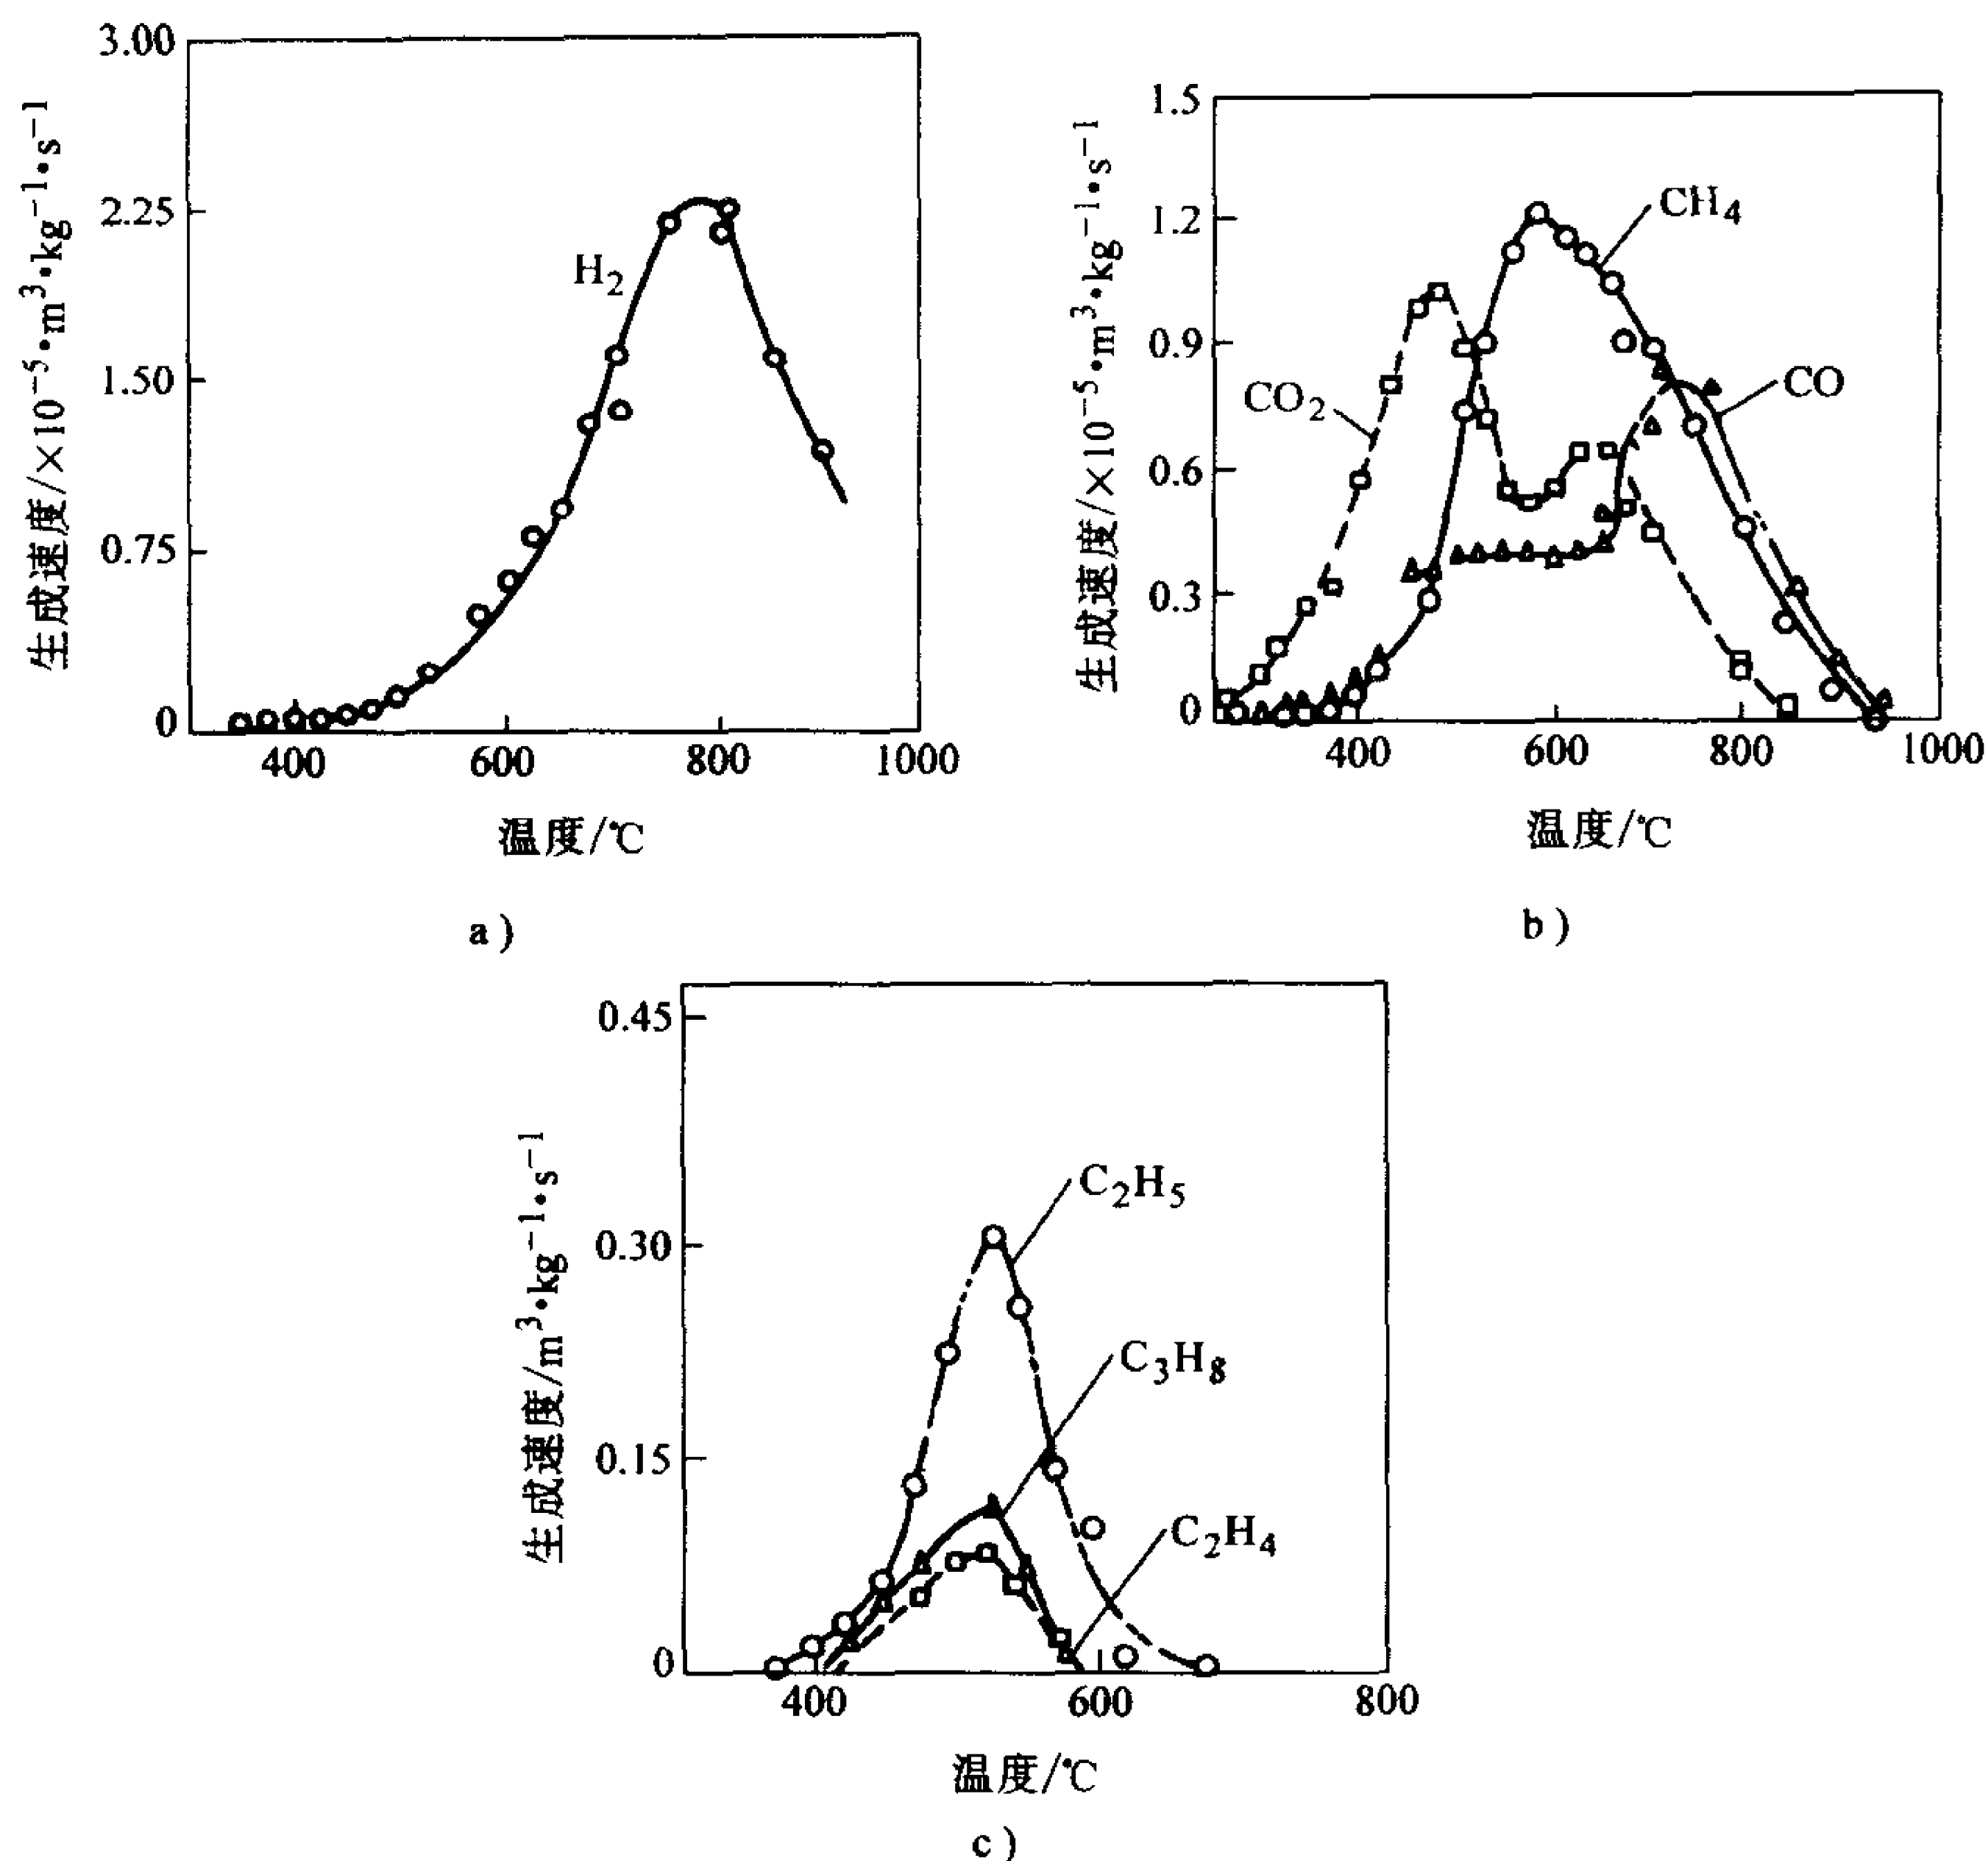 3.00
2.25
1.50
0.75
0
生成速度/×10⁻⁵•m³•kg⁻¹•s⁻¹
H₂
400 600 800 1000
温度/℃
a)
1.5
1.2
0.9
0.6
0.3
0
生成速度/×10⁻⁵•m³•kg⁻¹•s⁻¹
CH₄
CO₂
CO
400 600 800 1000
温度/℃
b)
0.45
0.30
0.15
0
生成速度/m³•kg⁻¹•s⁻¹
C₂H₅
C₃H₈
C₂H₄
400 600 800
温度/℃
c)